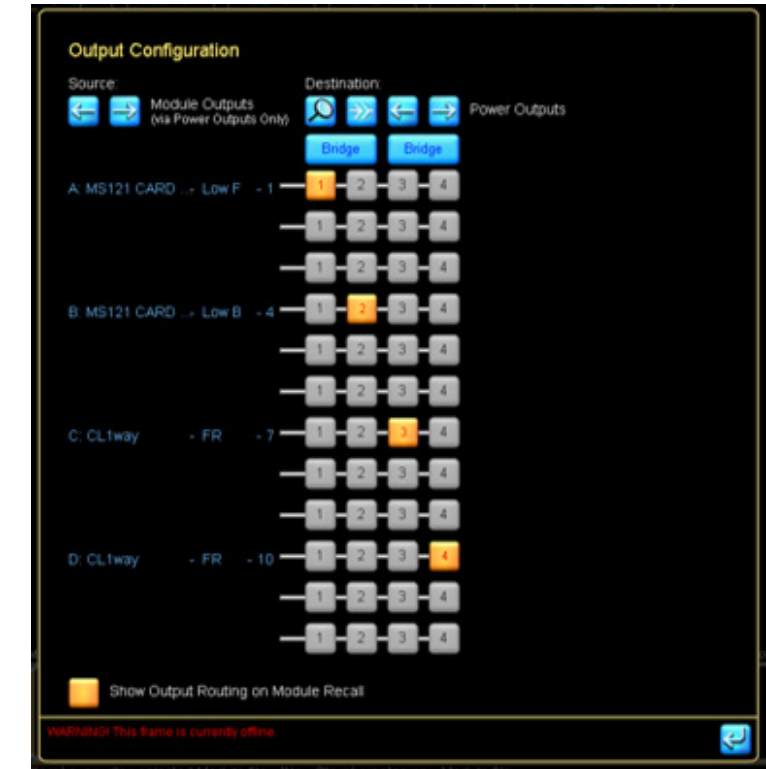 Output Configuration
Source: Destination:
Module Outputs
(via Power Outputs Only)
Power Outputs
Bridge Bridge
A: MS121 CARD ..- Low F - 1 1 2 3 4
1 2 3 4
1 2 3 4
B: MS121 CARD ..- Low B - 4 1 2 3 4
1 2 3 4
1 2 3 4
C: CL1way - FR - 7 1 2 3 4
1 2 3 4
1 2 3 4
D: CL1way - FR - 10 1 2 3 4
1 2 3 4
1 2 3 4
Show Output Routing on Module Recall
WARNING! This frame is currently offline.